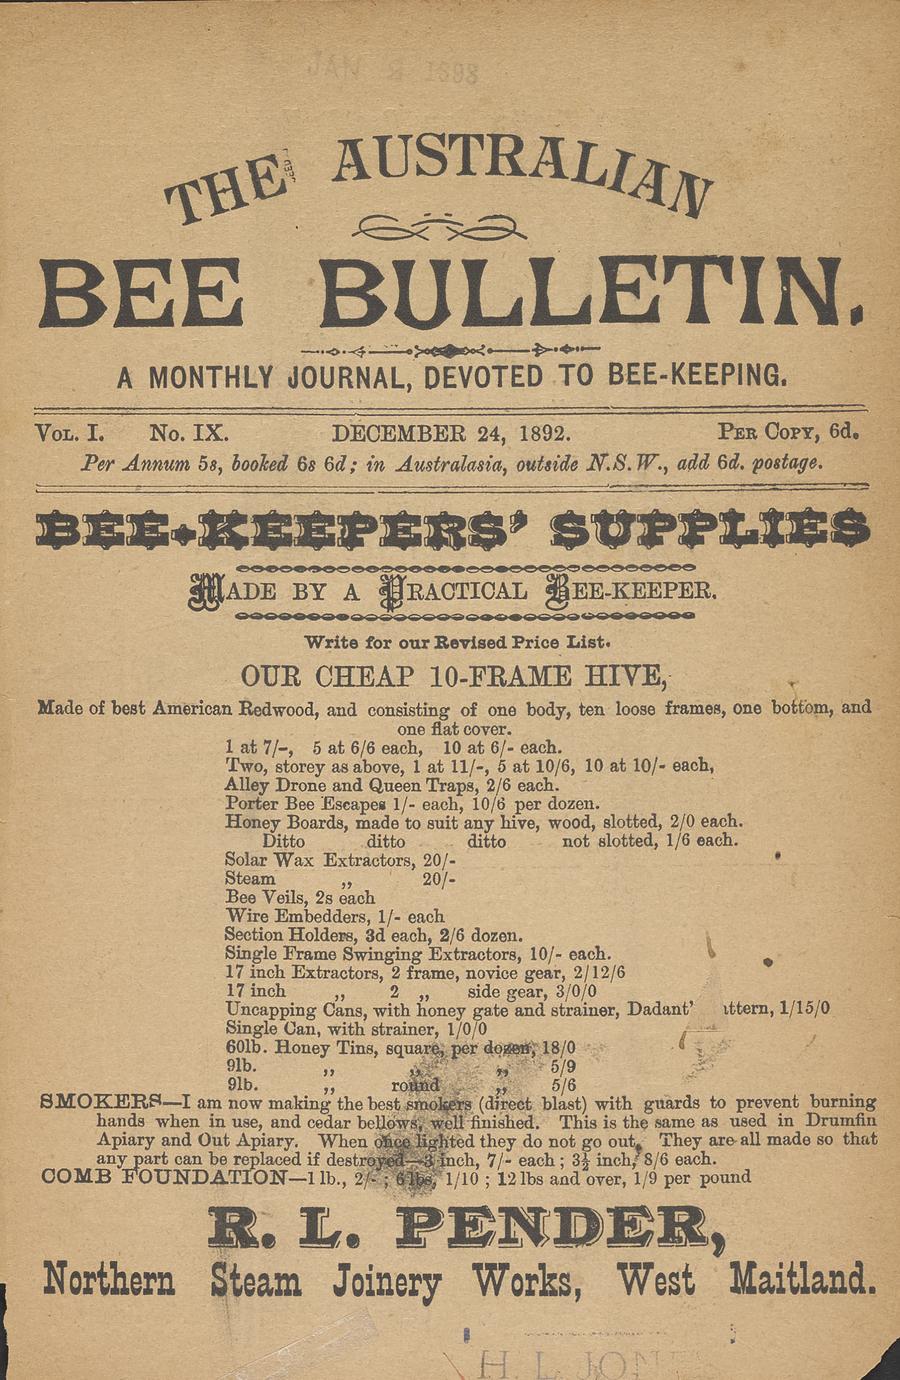 JAN 2 1893
THE AUSTRALIAN
BEE BULLETIN.
A MONTHLY JOURNAL, DEVOTED TO BEE-KEEPING.
VOL. I. No. IX. DECEMBER 24, 1892. PER COPY, 6d.
Per Annum 5s, booked 6s 6d; in Australasia, outside N.S.W., add 6d. postage.
BEE-KEEPERS' SUPPLIES
MADE BY A PRACTICAL BEE-KEEPER.
Write for our Revised Price List.
OUR CHEAP 10-FRAME HIVE,
Made of best American Redwood, and consisting of one body, ten loose frames, one bottom, and
one flat cover.
1 at 7/-, 5 at 6/6 each, 10 at 6/- each.
Two, storey as above, 1 at 11/-, 5 at 10/6, 10 at 10/- each,
Alley Drone and Queen Traps, 2/6 each.
Porter Bee Escapes 1/- each, 10/6 per dozen.
Honey Boards, made to suit any hive, wood, slotted, 2/0 each.
Ditto ditto ditto not slotted, 1/6 each.
Solar Wax Extractors, 20/-
Steam ,, 20/-
Bee Veils, 2s each
Wire Embedders, 1/- each
Section Holders, 3d each, 2/6 dozen.
Single Frame Swinging Extractors, 10/- each.
17 inch Extractors, 2 frame, novice gear, 2/12/6
17 inch ,, 2 ,, side gear, 3/0/0
Uncapping Cans, with honey gate and strainer, Dadant' ttern, 1/15/0
Single Can, with strainer, 1/0/0
60lb. Honey Tins, square, per dozen, 18/0
9lb. ,, ,, ,, 5/9
9lb. ,, round ,, 5/6
SMOKERS—I am now making the best smokers (direct blast) with guards to prevent burning
hands when in use, and cedar bellows, well finished. This is the same as used in Drumfin
Apiary and Out Apiary. When once lighted they do not go out. They are all made so that
any part can be replaced if destroyed—3 inch, 7/- each; 3½ inch, 8/6 each.
COMB FOUNDATION—1 lb., 2/-; 6 lbs, 1/10; 12 lbs and over, 1/9 per pound
R. L. PENDER,
Northern Steam Joinery Works, West Maitland.